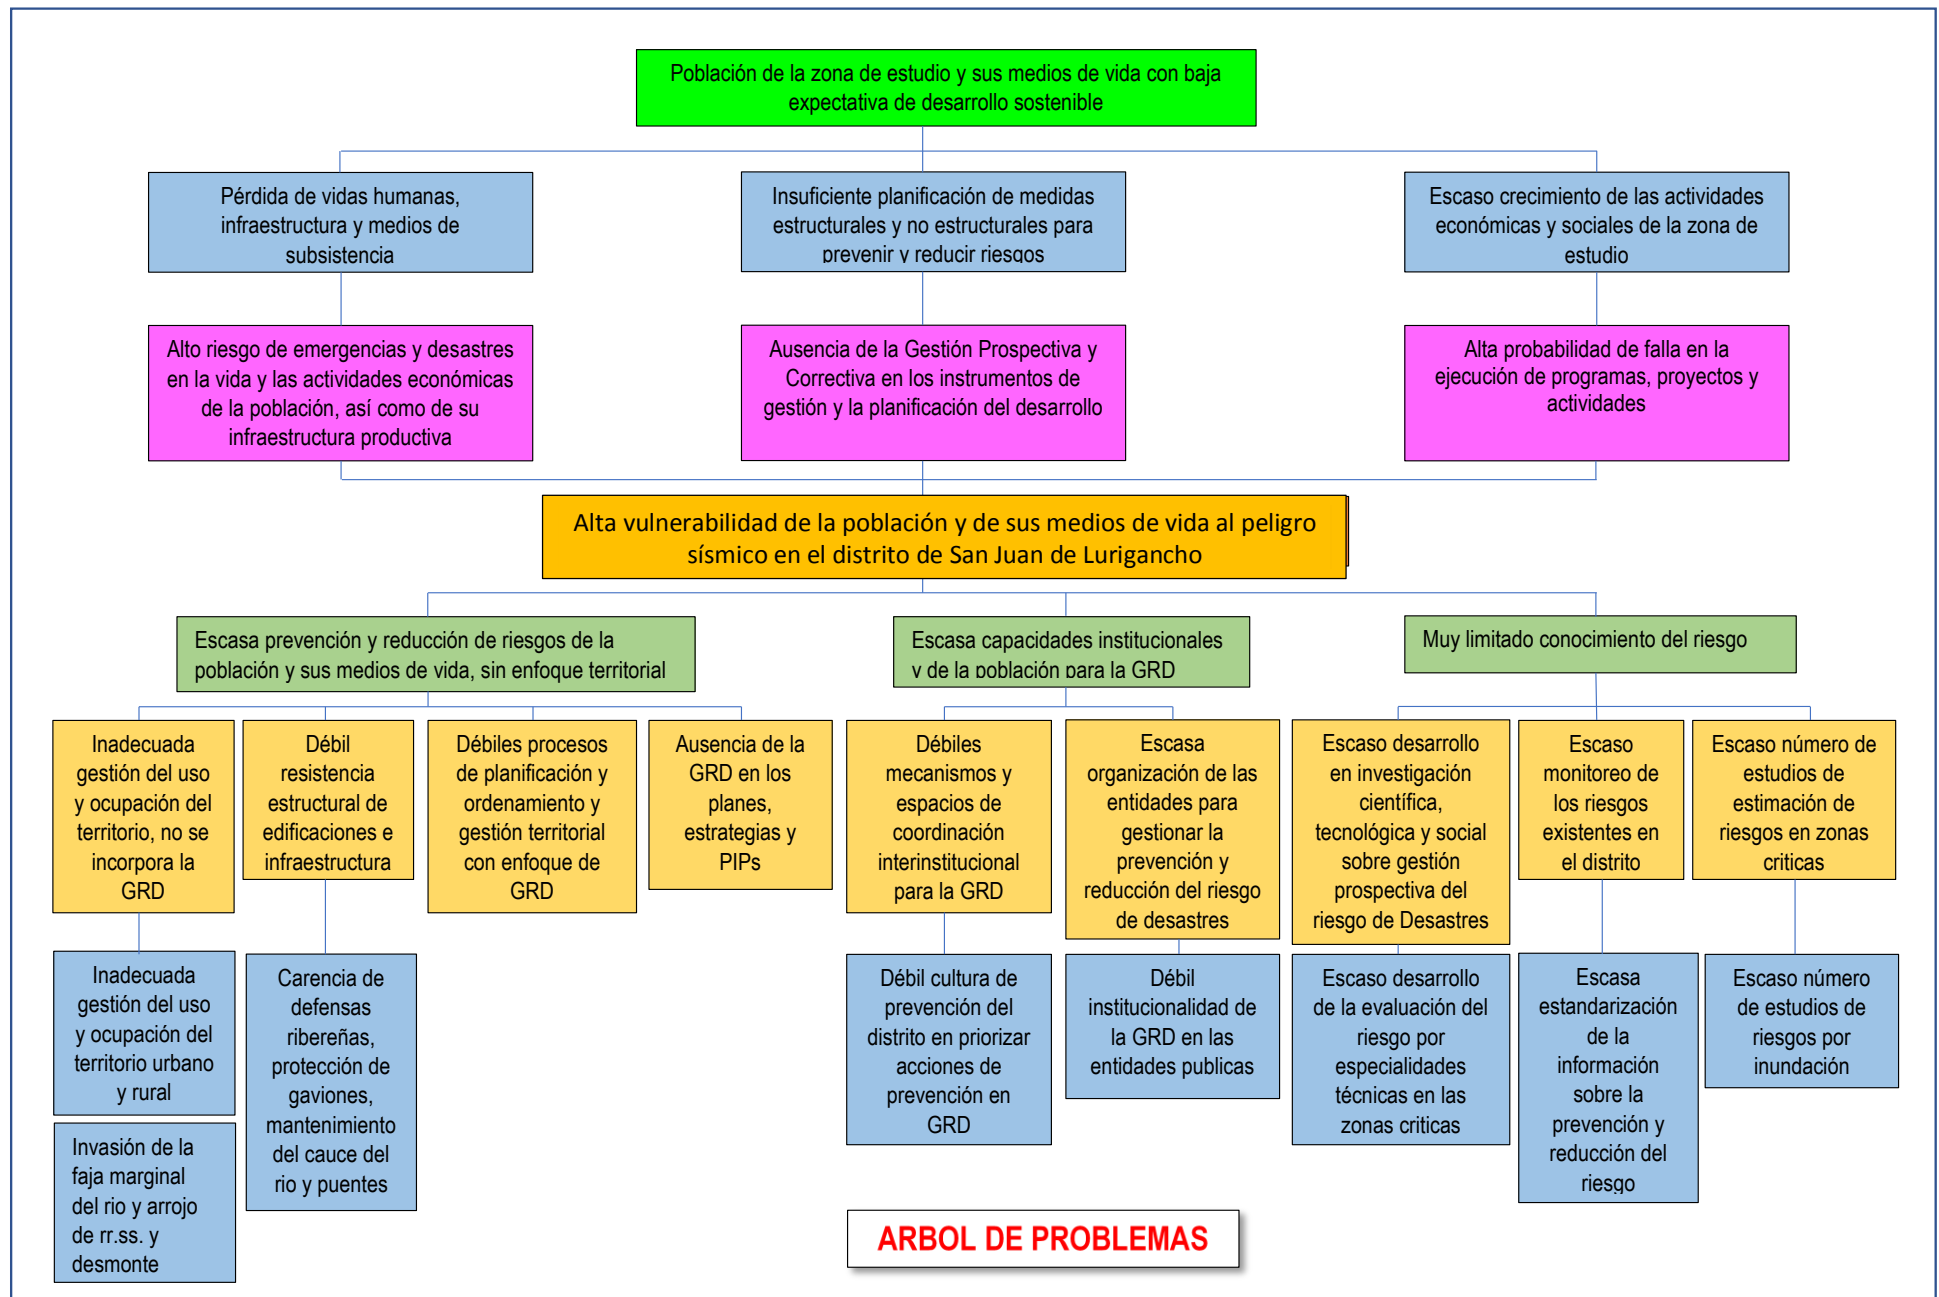 Población de la zona de estudio y sus medios de vida con baja
expectativa de desarrollo sostenible
Pérdida de vidas humanas,
infraestructura y medios de
subsistencia
Insuficiente planificación de medidas
estructurales y no estructurales para
prevenir y reducir riesgos
Escaso crecimiento de las actividades
económicas y sociales de la zona de
estudio
Alto riesgo de emergencias y desastres
en la vida y las actividades económicas
de la población, así como de su
infraestructura productiva
Ausencia de la Gestión Prospectiva y
Correctiva en los instrumentos de
gestión y la planificación del desarrollo
Alta probabilidad de falla en la
ejecución de programas, proyectos y
actividades
Alta vulnerabilidad de la población y de sus medios de vida al peligro
sísmico en el distrito de San Juan de Lurigancho
Escasa prevención y reducción de riesgos de la
población y sus medios de vida, sin enfoque territorial
Escasa capacidades institucionales
y de la población para la GRD
Muy limitado conocimiento del riesgo
Inadecuada
gestión del uso
y ocupación del
territorio, no se
incorpora la
GRD
Débil
resistencia
estructural de
edificaciones e
infraestructura
Débiles procesos
de planificación y
ordenamiento y
gestión territorial
con enfoque de
GRD
Ausencia de la
GRD en los
planes,
estrategias y
PIPs
Débiles
mecanismos y
espacios de
coordinación
interinstitucional
para la GRD
Escasa
organización de las
entidades para
gestionar la
prevención y
reducción del riesgo
de desastres
Escaso desarrollo
en investigación
científica,
tecnológica y social
sobre gestión
prospectiva del
riesgo de Desastres
Escaso
monitoreo de
los riesgos
existentes en
el distrito
Escaso número de
estudios de
estimación de
riesgos en zonas
criticas
Inadecuada
gestión del uso
y ocupación del
territorio urbano
y rural
Carencia de
defensas
ribereñas,
protección de
gaviones,
mantenimiento
del cauce del
rio y puentes
Débil cultura de
prevención del
distrito en priorizar
acciones de
prevención en
GRD
Débil
institucionalidad de
la GRD en las
entidades publicas
Escaso desarrollo
de la evaluación del
riesgo por
especialidades
técnicas en las
zonas criticas
Escasa
estandarización
de la
información
sobre la
prevención y
reducción del
riesgo
Escaso número
de estudios de
riesgos por
inundación
Invasión de la
faja marginal
del rio y arrojo
de rr.ss. y
desmonte
ARBOL DE PROBLEMAS